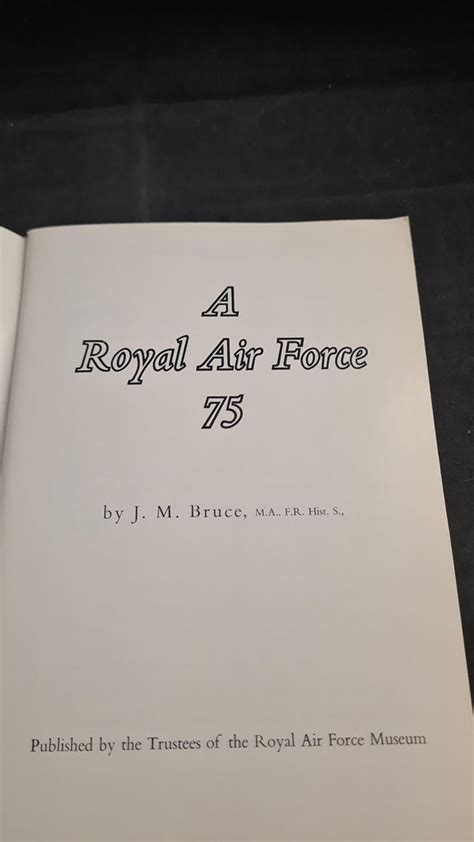 A
Royal Air Force
75
by J. M. Bruce, M.A., F.R. Hist. S.,
Published by the Trustees of the Royal Air Force Museum